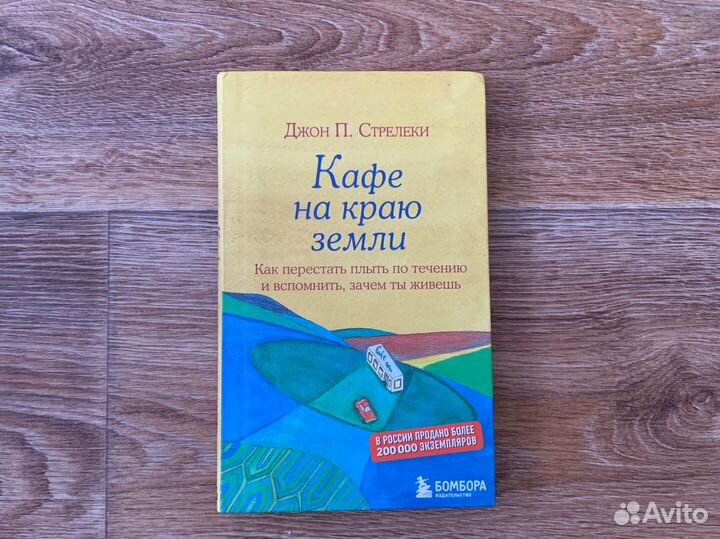 Джон П. Стрелеки
Кафе
на краю
земли
Как перестать плыть по течению
и вспомнить, зачем ты живешь
В РОССИИ ПРОДАНО БОЛЕЕ
200 000 ЭКЗЕМПЛЯРОВ
БОМБОРА
ИЗДАТЕЛЬСТВО
Avito